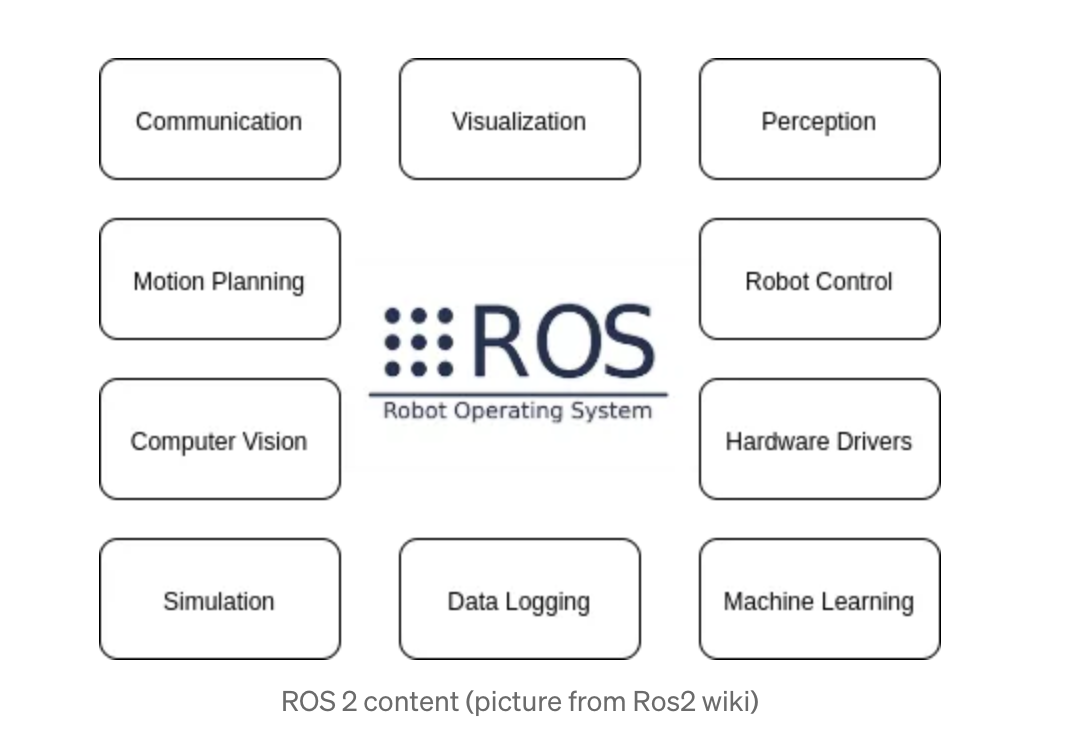 Communication
Visualization
Perception
Motion Planning
Robot Control
ROS
Robot Operating System
Computer Vision
Hardware Drivers
Simulation
Data Logging
Machine Learning
ROS 2 content (picture from Ros2 wiki)